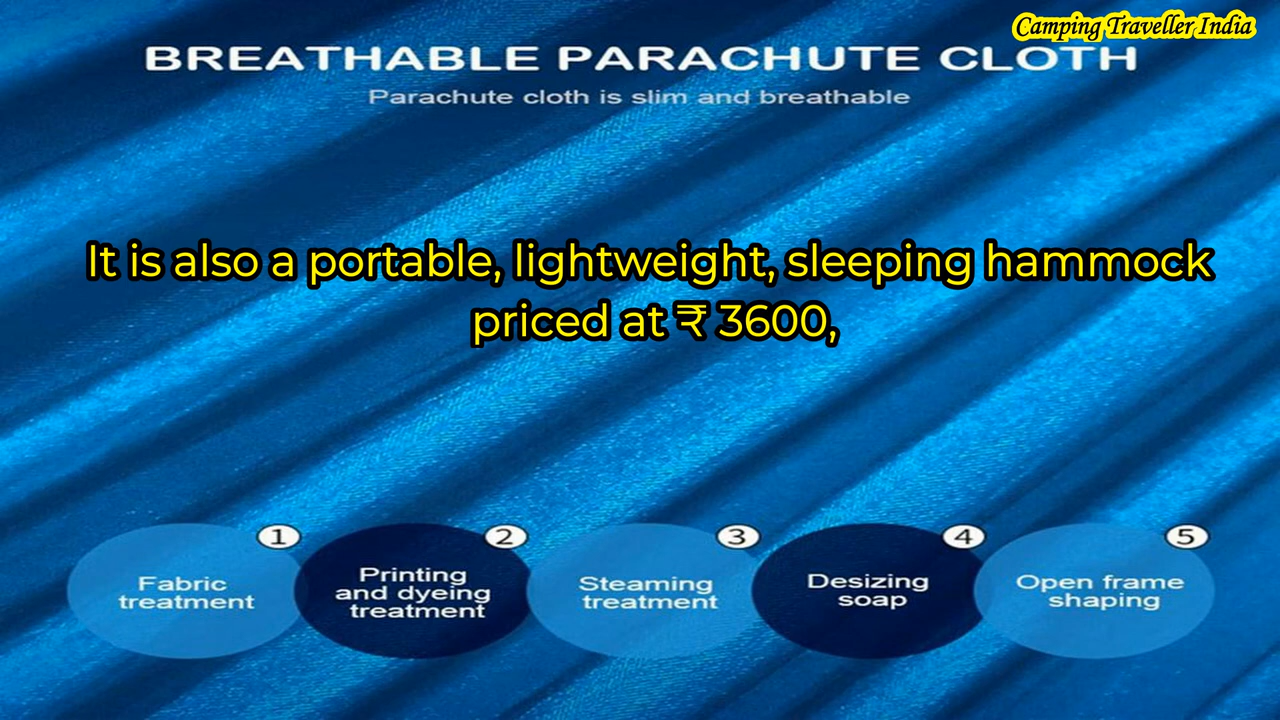 Camping Traveller India
BREATHABLE PARACHUTE CLOTH
Parachute cloth is slim and breathable
It is also a portable, lightweight, sleeping hammock
priced at ₹ 3600,
1
Fabric
treatment
2
Printing
and dyeing
treatment
3
Steaming
treatment
4
Desizing
soap
5
Open frame
shaping